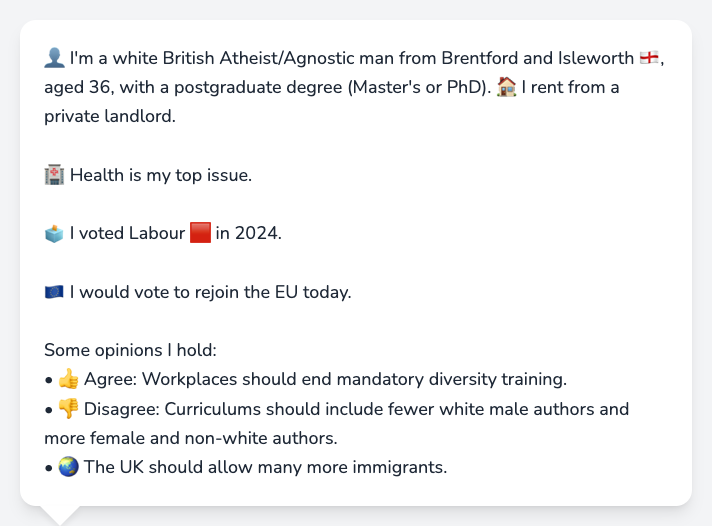 👤 I'm a white British Atheist/Agnostic man from Brentford and Isleworth 🏴󠁧󠁢󠁥󠁮󠁧󠁿,
aged 36, with a postgraduate degree (Master's or PhD). 🏠 I rent from a
private landlord.
🏥 Health is my top issue.
🗳️ I voted Labour 🟥 in 2024.
🇪🇺 I would vote to rejoin the EU today.
Some opinions I hold:
• 👍 Agree: Workplaces should end mandatory diversity training.
• 👎 Disagree: Curriculums should include fewer white male authors and
more female and non-white authors.
• 🌏 The UK should allow many more immigrants.